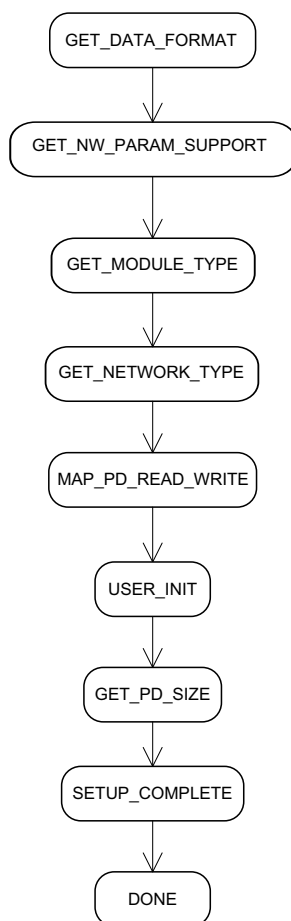 GET_DATA_FORMAT
GET_NW_PARAM_SUPPORT
GET_MODULE_TYPE
GET_NETWORK_TYPE
MAP_PD_READ_WRITE
USER_INIT
GET_PD_SIZE
SETUP_COMPLETE
DONE